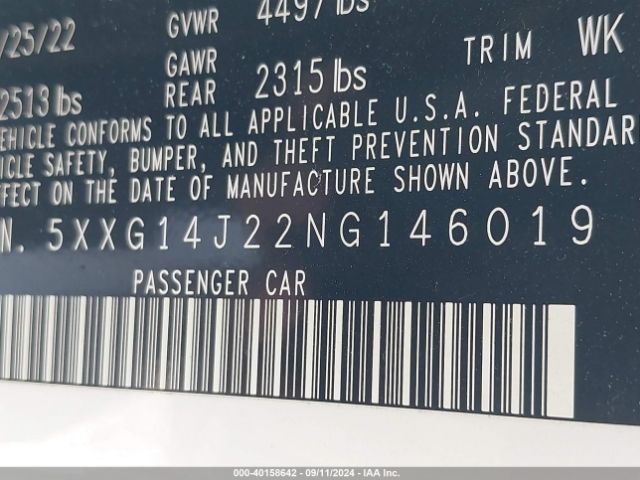 /25/22 GVWR 4497 lbs
GAWR REAR 2315 lbs TRIM WK
2513 lbs
EHICLE CONFORMS TO ALL APPLICABLE U.S.A. FEDERAL
ICLE SAFETY, BUMPER, AND THEFT PREVENTION STANDAR
FFECT ON THE DATE OF MANUFACTURE SHOWN ABOVE.
N. 5XXG14J22NG146019
PASSENGER CAR
000-40158642 - 09/11/2024 - IAA Inc.